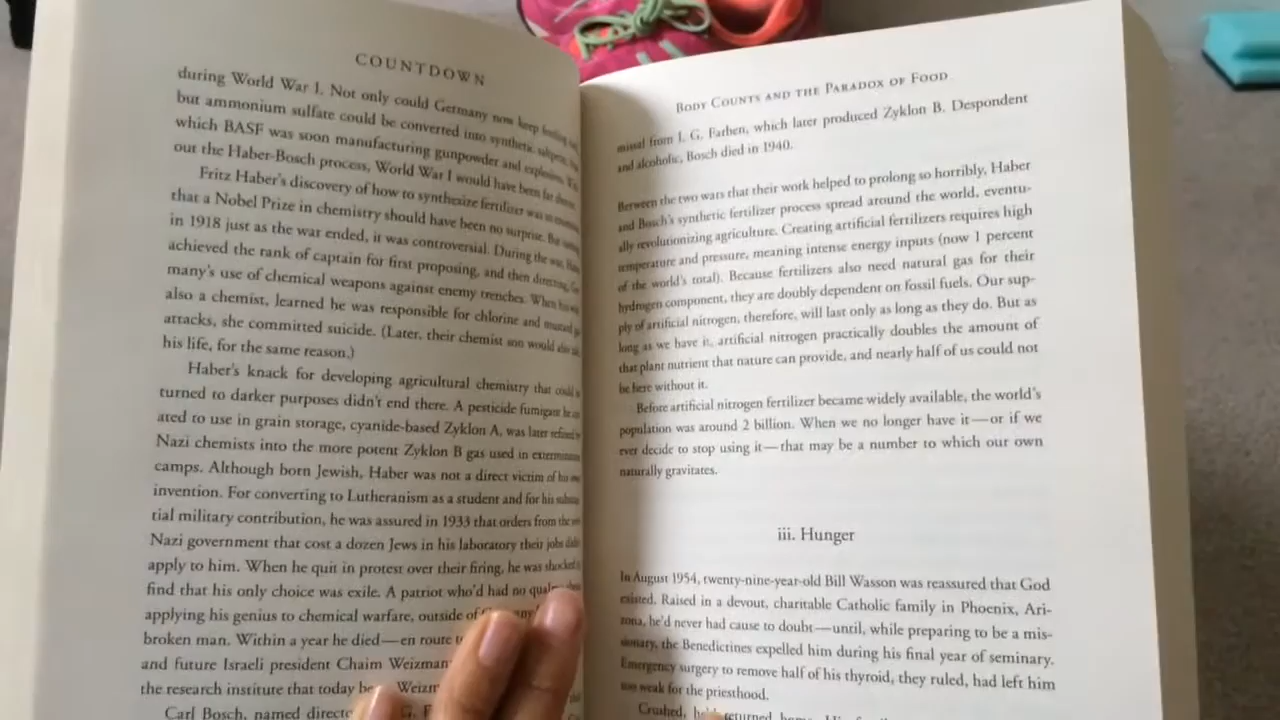 COUNTDOWN
during World War I. Not only could Germany now keep feeding
but ammonium sulfate could be converted into synthetic
which BASF was soon manufacturing gunpowder and explosives.
out the Haber-Bosch process, World War I would have been far
Fritz Haber's discovery of how to synthesize fertilizer was so
that a Nobel Prize in chemistry should have been no surprise. But
in 1918 just as the war ended, it was controversial. During the war,
achieved the rank of captain for first proposing, and then directing,
many's use of chemical weapons against enemy trenches. When his
also a chemist, learned he was responsible for chlorine and mustard
attacks, she committed suicide. (Later, their chemist son would also
his life, for the same reason.)
Haber's knack for developing agricultural chemistry that could
turned to darker purposes didn't end there. A pesticide fumigant he
ated to use in grain storage, cyanide-based Zyklon A, was later refined
Nazi chemists into the more potent Zyklon B gas used in extermination
camps. Although born Jewish, Haber was not a direct victim of his own
invention. For converting to Lutheranism as a student and for his substan
tial military contribution, he was assured in 1933 that orders from the
Nazi government that cost a dozen Jews in his laboratory their jobs didn't
apply to him. When he quit in protest over their firing, he was shocked
find that his only choice was exile. A patriot who'd had no qualms
applying his genius to chemical warfare, outside of
broken man. Within a year he died—en route
and future Israeli president Chaim Weizman
the research institute that today be Weizm
Carl Bosch, named directo G. F
BODY COUNTS AND THE PARADOX OF FOOD
missal from I. G. Farben, which later produced Zyklon B. Despondent
and alcoholic, Bosch died in 1940.
Between the two wars that their work helped to prolong so horribly, Haber
and Bosch's synthetic fertilizer process spread around the world, eventu-
ally revolutionizing agriculture. Creating artificial fertilizers requires high
temperature and pressure, meaning intense energy inputs (now 1 percent
of the world's total). Because fertilizers also need natural gas for their
hydrogen component, they are doubly dependent on fossil fuels. Our sup-
ply of artificial nitrogen, therefore, will last only as long as they do. But as
long as we have it, artificial nitrogen practically doubles the amount of
that plant nutrient that nature can provide, and nearly half of us could not
be here without it.
Before artificial nitrogen fertilizer became widely available, the world's
population was around 2 billion. When we no longer have it—or if we
ever decide to stop using it—that may be a number to which our own
naturally gravitates.
iii. Hunger
In August 1954, twenty-nine-year-old Bill Wasson was reassured that God
existed. Raised in a devout, charitable Catholic family in Phoenix, Ari-
zona, he'd never had cause to doubt—until, while preparing to be a mis-
sionary, the Benedictines expelled him during his final year of seminary.
Emergency surgery to remove half of his thyroid, they ruled, had left him
too weak for the priesthood.
Crushed, returned home.